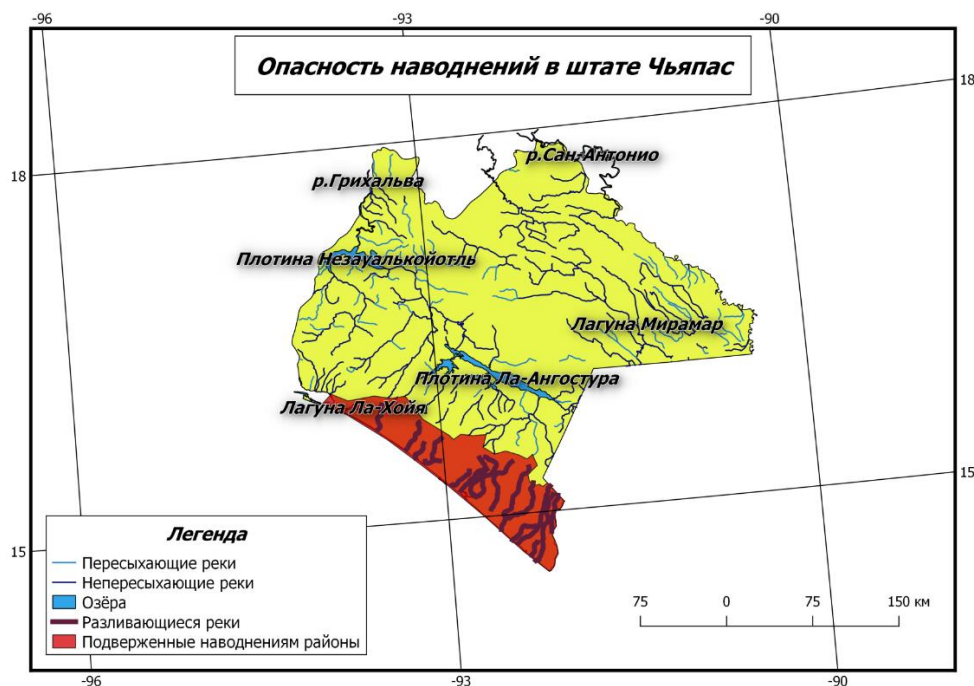 -96
-93
-90
Опасность наводнений в штате Чьяпас
18
р.Сан-Антонио
18
р.Грихальва
Плотина Незауалькойотль
Лагуна Мирамар
Плотина Ла-Ангостура
Лагуна Ла-Хойя
15
Легенда
15
Пересыхающие реки
Непересыхающие реки
Озёра
Разливающиеся реки
Подверженные наводнениям районы
75 0 75 150 км
-96
-93
-90